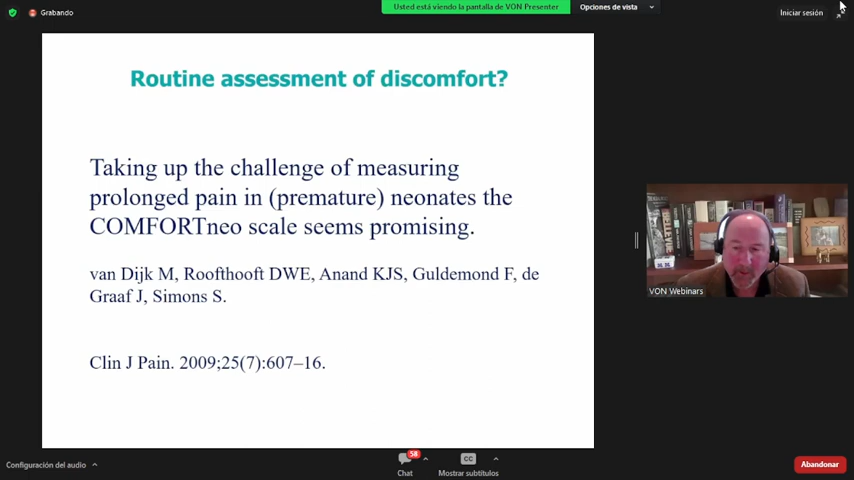 Grabando
Usted está viendo la pantalla de VON Presenter
Opciones de vista
Iniciar sesión
Routine assessment of discomfort?
Taking up the challenge of measuring
prolonged pain in (premature) neonates the
COMFORTneo scale seems promising.
van Dijk M, Roofthooft DWE, Anand KJS, Guldemond F, de
Graaf J, Simons S.
Clin J Pain. 2009;25(7):607–16.
VON Webinars
Configuración del audio
58
Chat
CC
Mostrar subtítulos
Abandonar